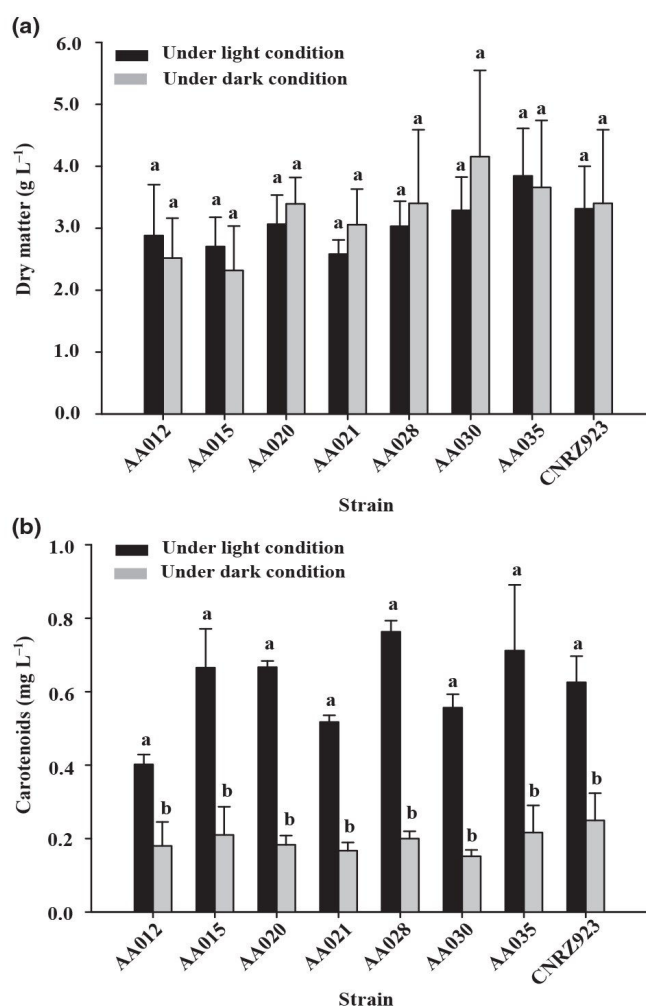 (a)
6.0
Under light condition
Under dark condition
5.0
4.0
3.0
2.0
1.0
0.0
Dry matter (g L⁻¹)
a a a a a a a a a a a a a a a a
AA012 AA015 AA020 AA021 AA028 AA030 AA035 CNRZ923
Strain
(b)
1.0
Under light condition
Under dark condition
0.8
0.6
0.4
0.2
0.0
Carotenoids (mg L⁻¹)
a b a b a b a b a b a b a b a b
AA012 AA015 AA020 AA021 AA028 AA030 AA035 CNRZ923
Strain